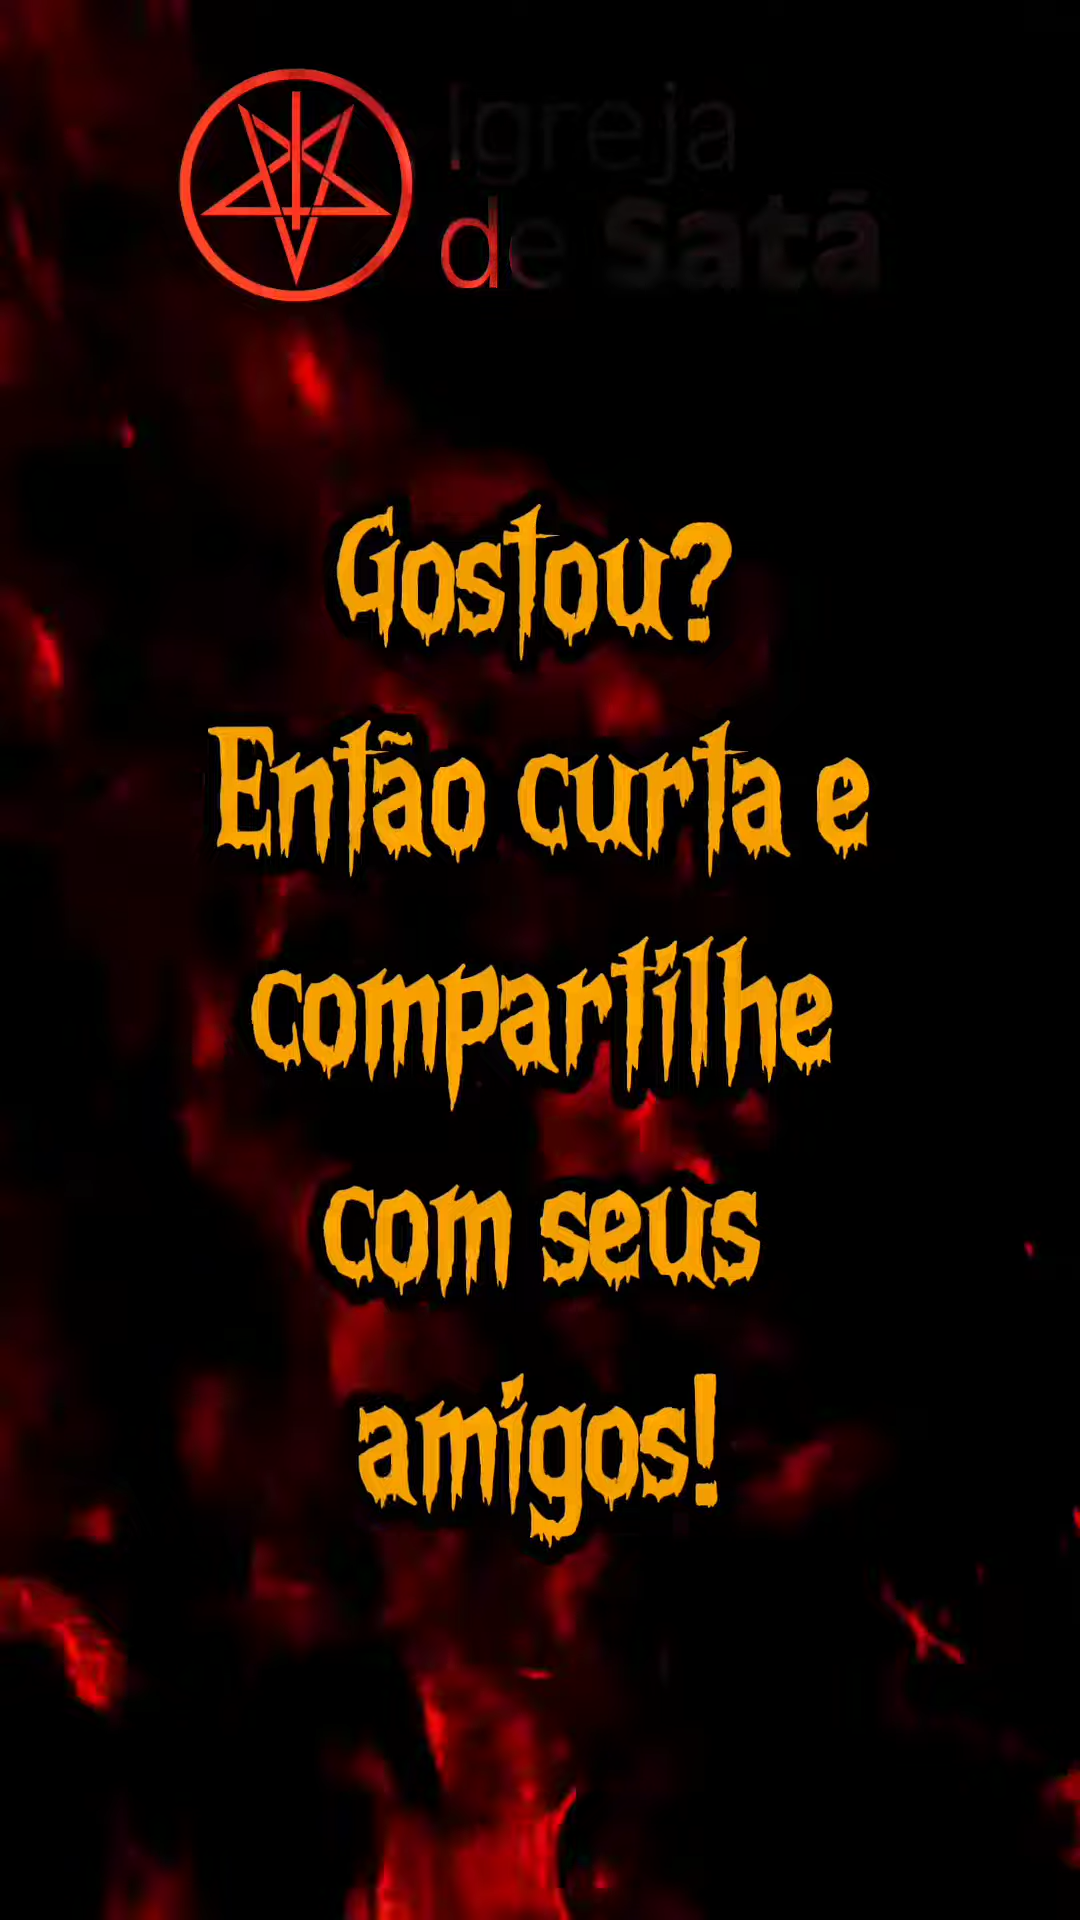 Igreja
de Satã
Gostou?
Então curta e
compartilhe
com seus
amigos!